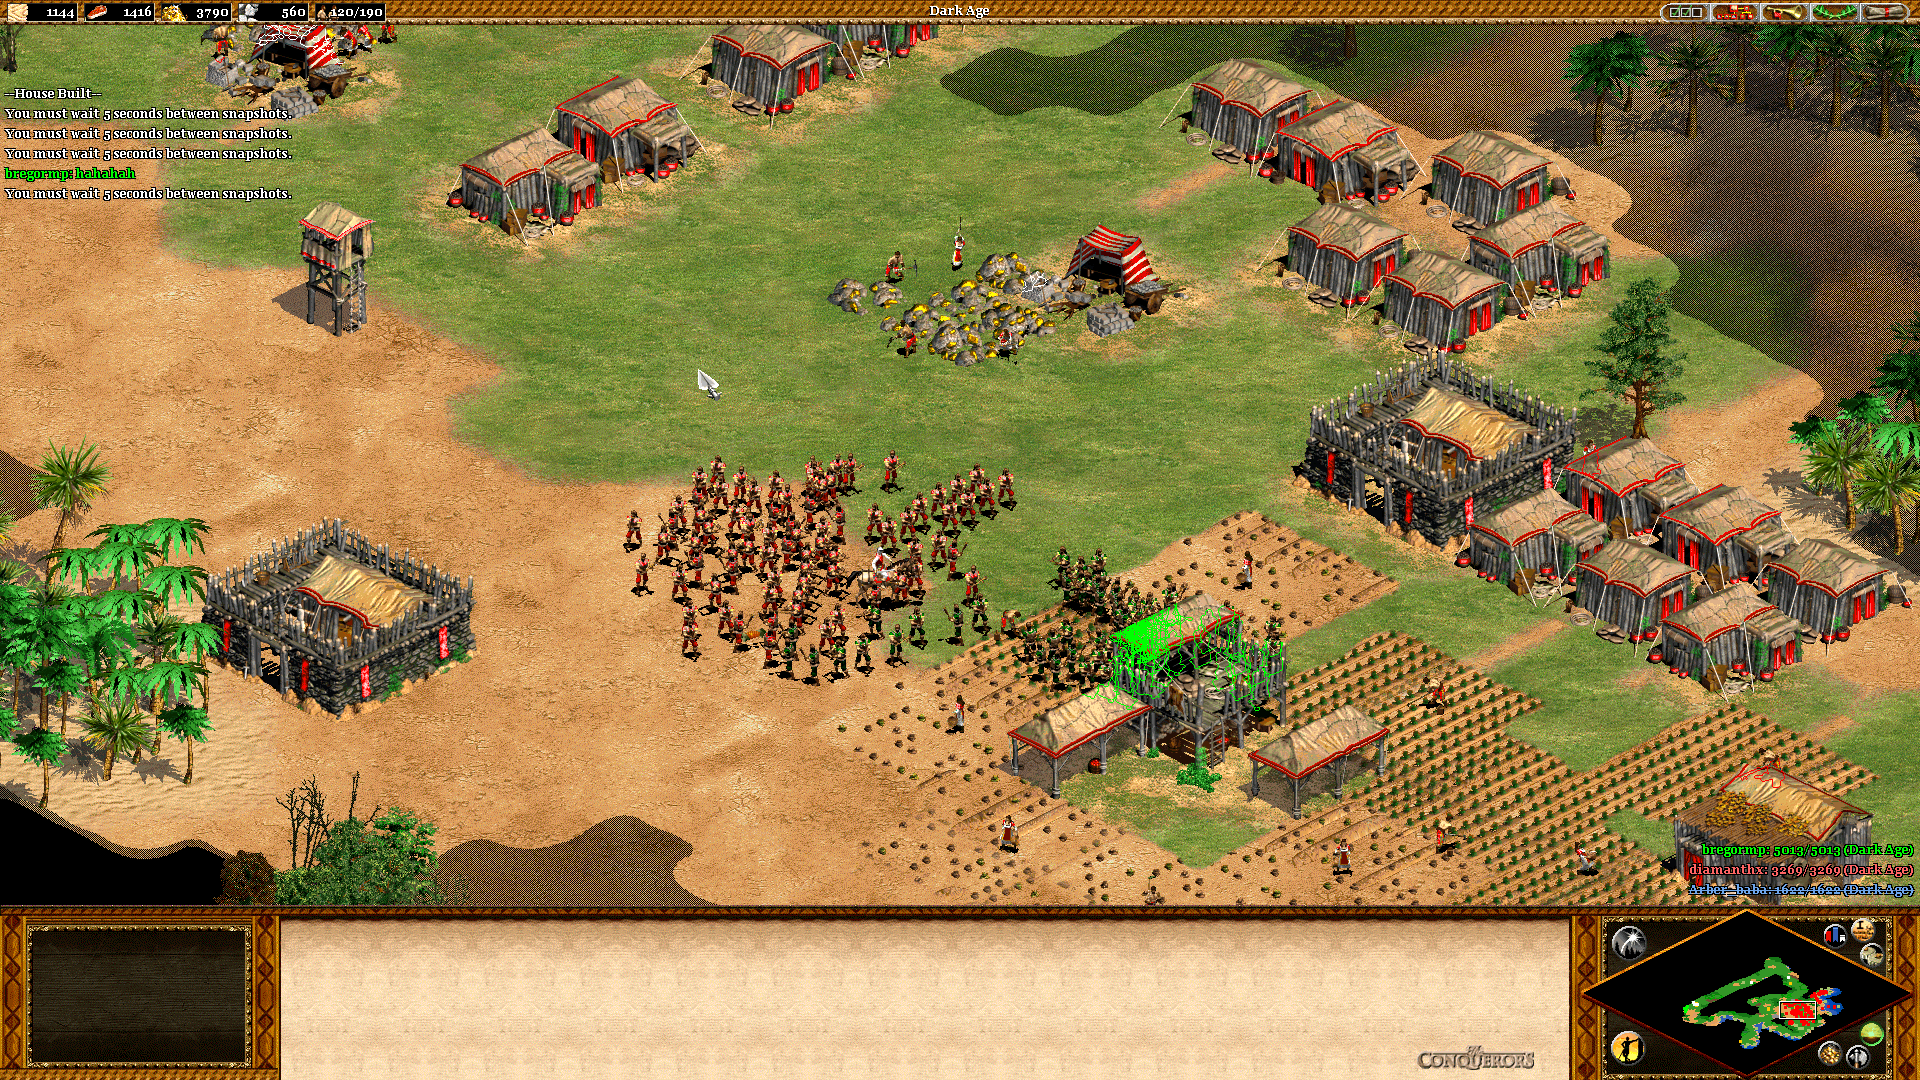 1144 1416 3790 560 120/190
Dark Age
--House Built--
You must wait 5 seconds between snapshots.
You must wait 5 seconds between snapshots.
You must wait 5 seconds between snapshots.
bregormp: hahahah
You must wait 5 seconds between snapshots.
bregormp: 5013/5013 (Dark Age)
diamanthx: 3269/3269 (Dark Age)
Arber_baba: 1622/1622 (Dark Age)
The CONQUERORS